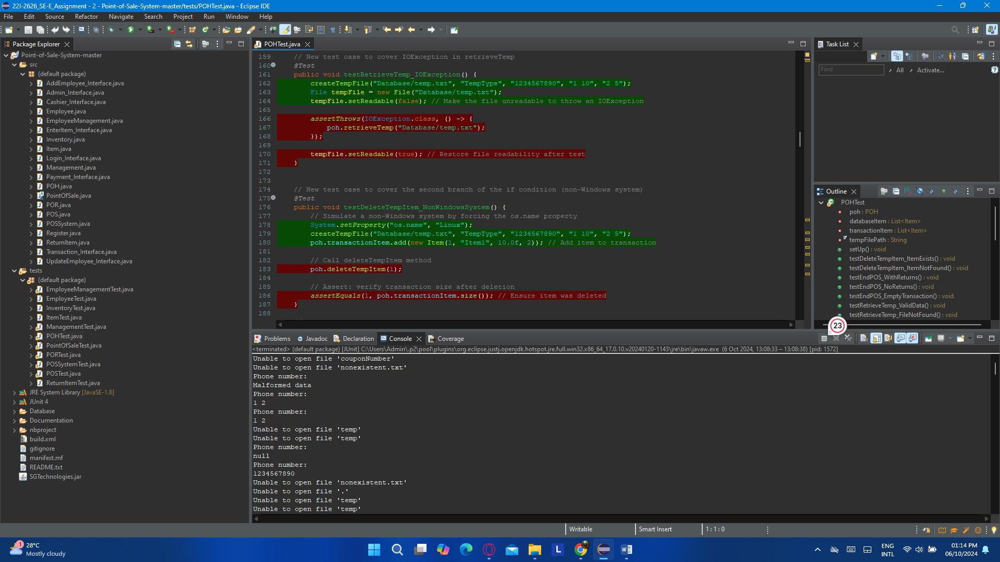 22I-2626_SE-E_Assignment - 2 - Point-of-Sale-System-master/tests/POHTest.java - Eclipse IDE
File Edit Source Refactor Navigate Search Project Run Window Help
Package Explorer
Point-of-Sale-System-master
src
(default package)
AddEmployee_Interface.java
Admin_Interface.java
Cashier_Interface.java
Employee.java
EmployeeManagement.java
EnterItem_Interface.java
Inventory.java
Item.java
Login_Interface.java
Management.java
Payment_Interface.java
POH.java
PointOfSale.java
POR.java
POS.java
POSSystem.java
Register.java
ReturnItem.java
Transaction_Interface.java
UpdateEmployee_Interface.java
tests
(default package)
EmployeeManagementTest.java
EmployeeTest.java
InventoryTest.java
ItemTest.java
ManagementTest.java
POHTest.java
PointOfSaleTest.java
PORTest.java
POSSystemTest.java
POSTest.java
ReturnItemTest.java
JRE System Library [JavaSE-1.8]
JUnit 4
Database
Documentation
nbproject
build.xml
gitignore
manifest.mf
README.txt
SGTechnologies.jar
POHTest.java
159 // New test case to cover IOException in retrieveTemp
160 @Test
161 public void testRetrieveTemp_IOException() {
162 createTempFile("Database/temp.txt", "TempType", "1234567890", "1 10", "2 5");
163 File tempFile = new File("Database/temp.txt");
164 tempFile.setReadable(false); // Make the file unreadable to throw an IOException
165
166 assertThrows(IOException.class, () -> {
167 poh.retrieveTemp("Database/temp.txt");
168 });
169
170 tempFile.setReadable(true); // Restore file readability after test
171 }
172
173
174 // New test case to cover the second branch of the if condition (non-Windows system)
175 @Test
176 public void testDeleteTempItem_NonWindowsSystem() {
177 // Simulate a non-Windows system by forcing the os.name property
178 System.setProperty("os.name", "Linux");
179 createTempFile("Database/temp.txt", "TempType", "1234567890", "1 10", "2 5");
180 poh.transactionItem.add(new Item(1, "Item1", 10.0f, 2)); // Add item to transaction
181
182 // Call deleteTempItem method
183 poh.deleteTempItem(1);
184
185 // Assert: verify transaction size after deletion
186 assertEquals(1, poh.transactionItem.size()); // Ensure item was deleted
187 }
188
Task List
Find
All
Activate...
Outline
POHTest
poh : POH
databaseItem : List<Item>
transactionItem : List<Item>
tempFilePath : String
setUp() : void
testDeleteTempItem_ItemExists() : void
testDeleteTempItem_ItemNotFound() : void
testEndPOS_WithReturns() : void
testEndPOS_NoReturns() : void
testEndPOS_EmptyTransaction() : void
testRetrieveTemp_ValidData() : void
testRetrieveTemp_FileNotFound() : void
23
Problems Javadoc Declaration Console Coverage
<terminated> (default package) [JUnit] C:\Users\Admin\.p2\pool\plugins\org.eclipse.justj.openjdk.hotspot.jre.full.win32.x86_64_17.0.10.v20240120-1143\jre\bin\javaw.exe (6 Oct 2024, 13:08:33 – 13:08:38) [pid: 1572]
Unable to open file 'couponNumber'
Unable to open file 'nonexistent.txt'
Phone number:
Malformed data
Phone number:
1 2
Phone number:
1 2
Unable to open file 'temp'
Unable to open file 'temp'
Phone number:
null
Phone number:
1234567890
Unable to open file 'nonexistent.txt'
Unable to open file '.'
Unable to open file 'temp'
Unable to open file 'temp'
Writable
Smart Insert
1 : 1 : 0
1
28°C
Mostly cloudy
ENG
INTL
01:14 PM
06/10/2024